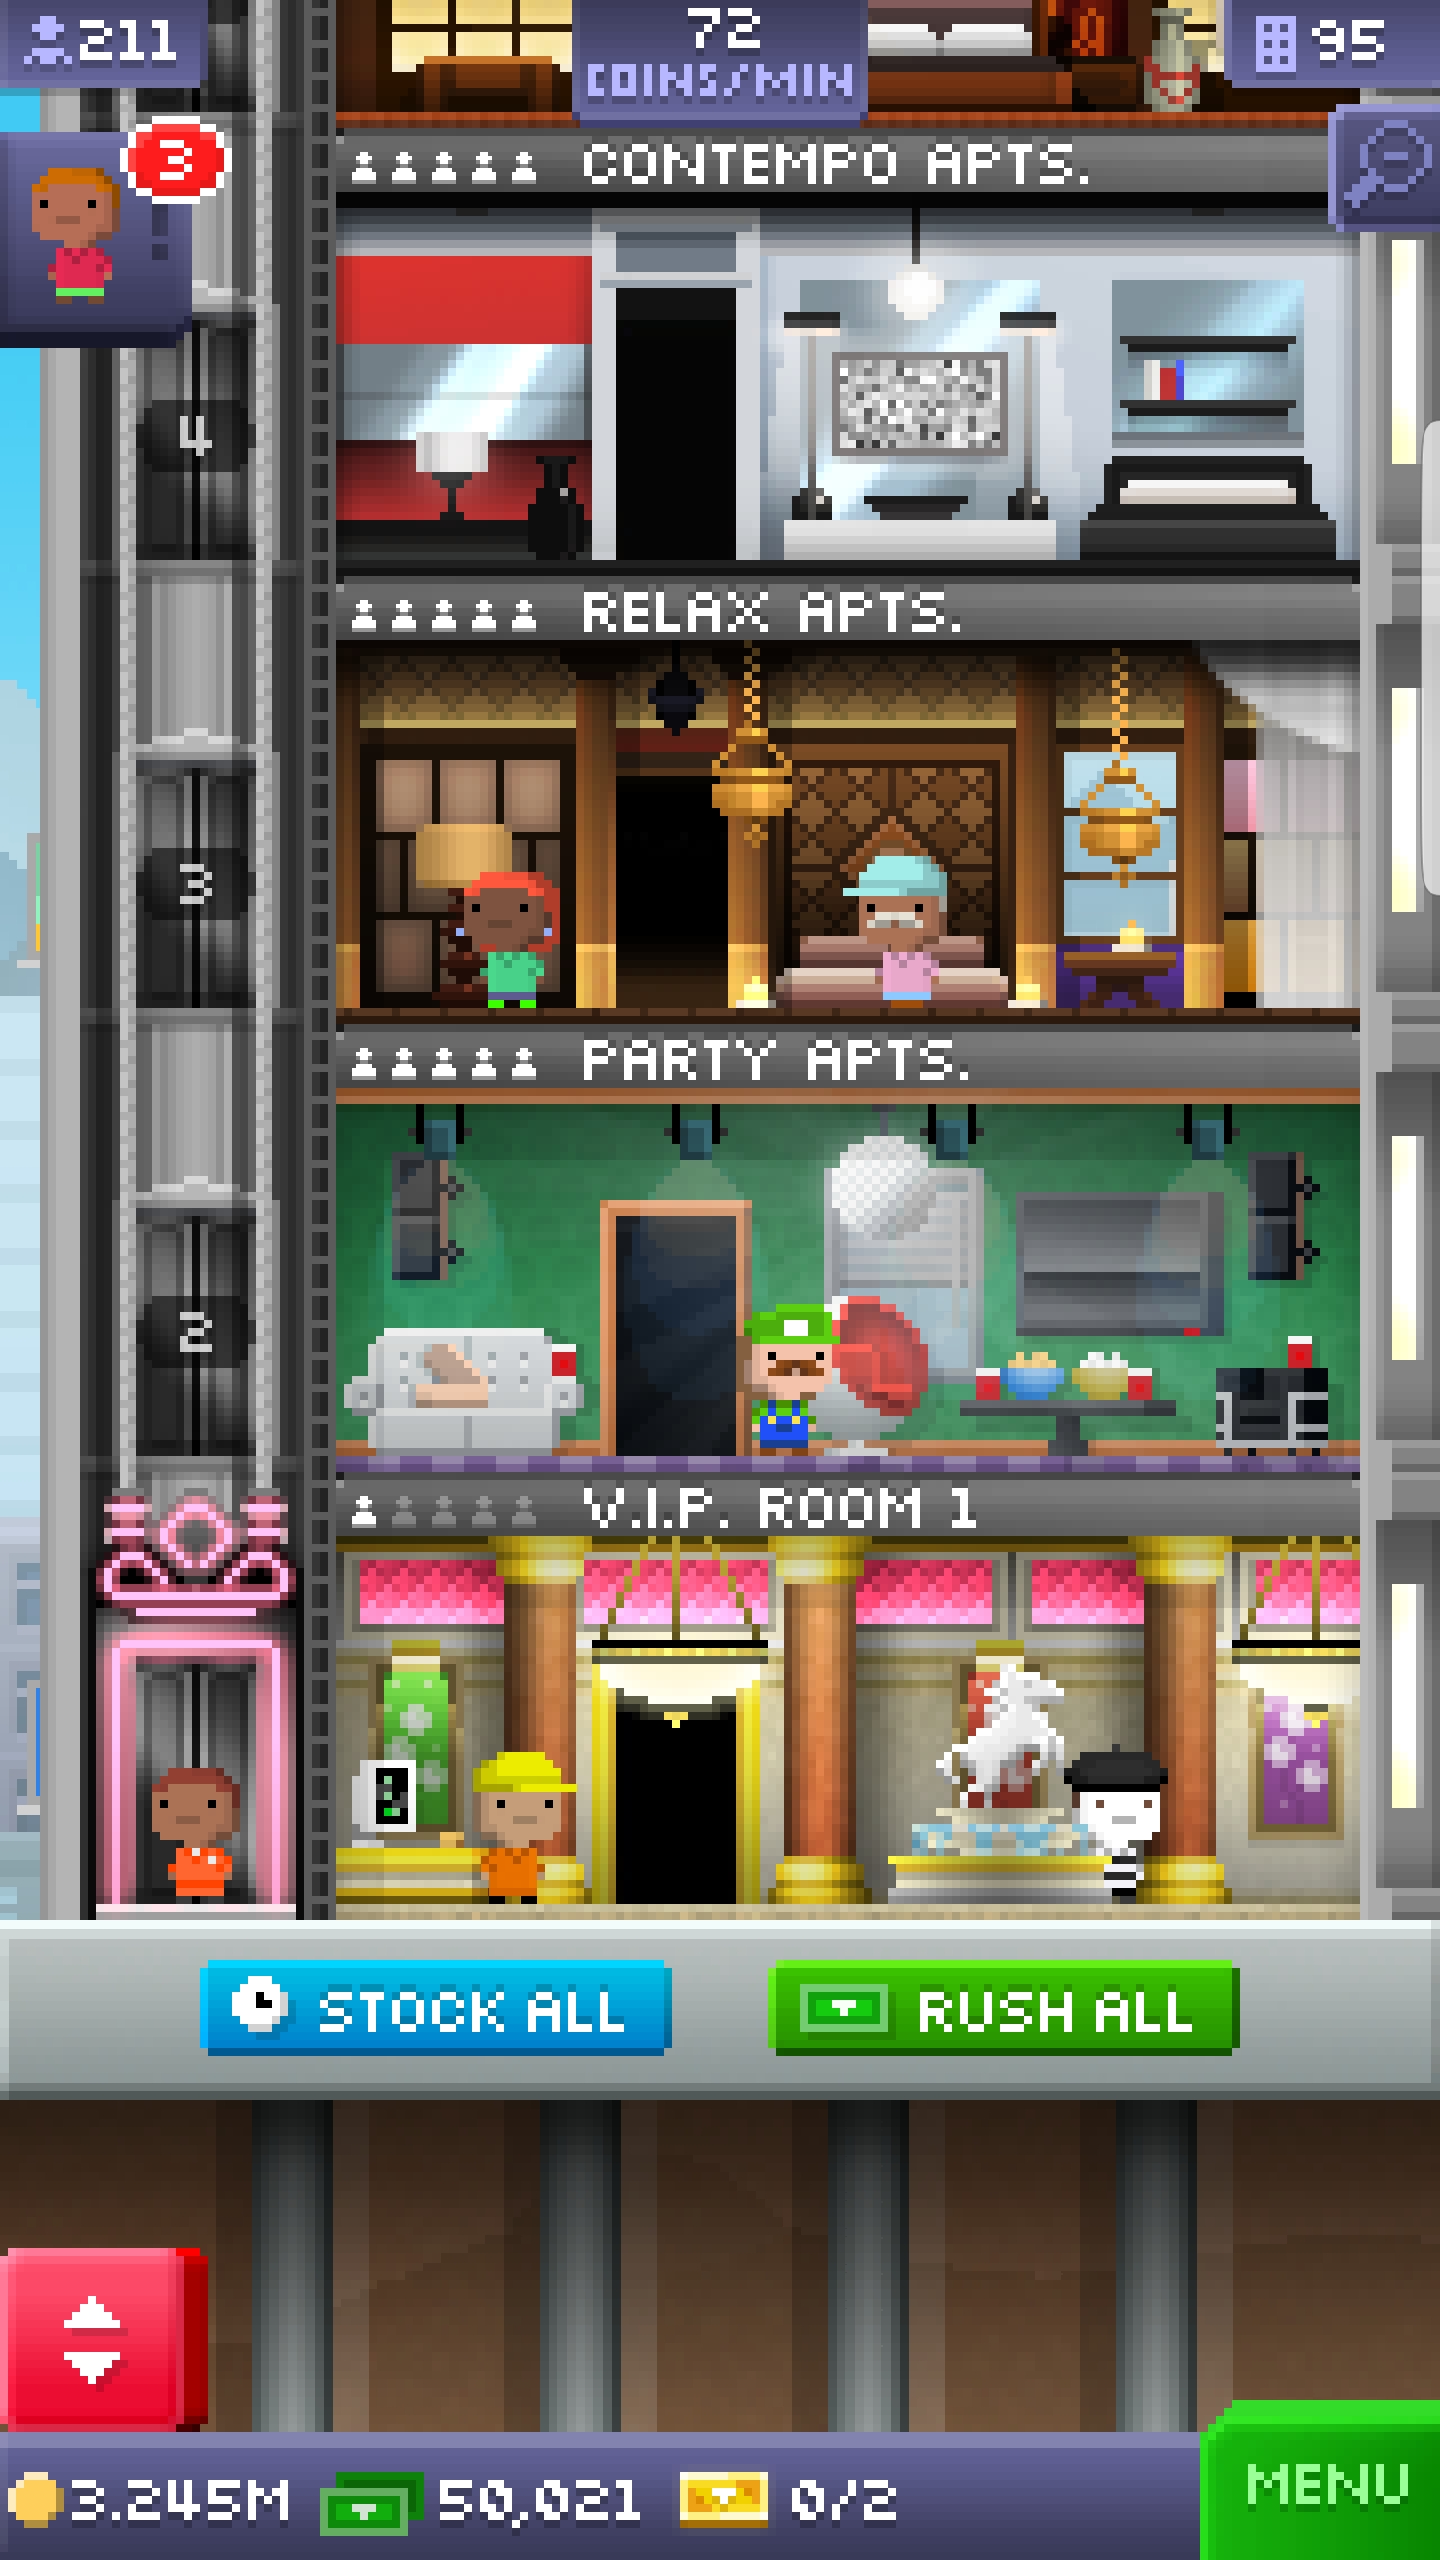 211
72
COINS/MIN
95
3
CONTEMPO APTS.
4
RELAX APTS.
3
PARTY APTS.
2
V.I.P. ROOM 1
STOCK ALL
RUSH ALL
3.245M
50,021
0/2
MENU